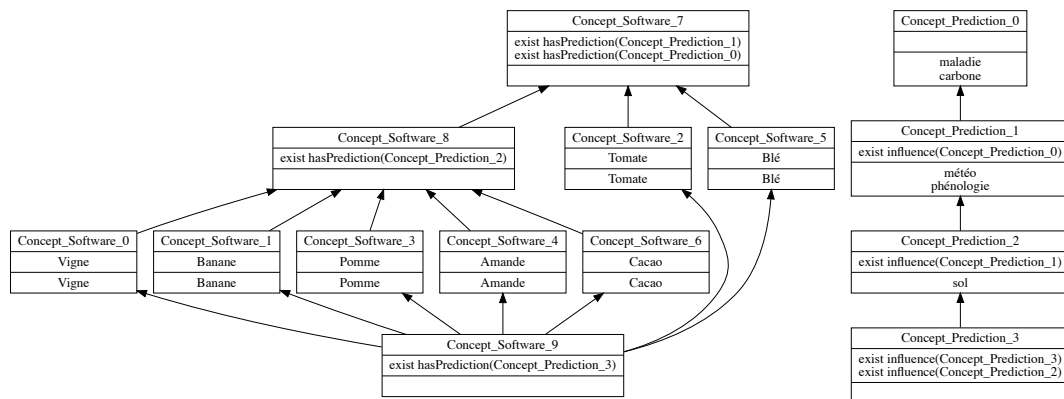 Concept_Software_7
exist hasPrediction(Concept_Prediction_1)
exist hasPrediction(Concept_Prediction_0)
Concept_Software_8
exist hasPrediction(Concept_Prediction_2)
Concept_Software_2
Tomate
Tomate
Concept_Software_5
Blé
Blé
Concept_Software_0
Vigne
Vigne
Concept_Software_1
Banane
Banane
Concept_Software_3
Pomme
Pomme
Concept_Software_4
Amande
Amande
Concept_Software_6
Cacao
Cacao
Concept_Software_9
exist hasPrediction(Concept_Prediction_3)
Concept_Prediction_0
maladie
carbone
Concept_Prediction_1
exist influence(Concept_Prediction_0)
météo
phénologie
Concept_Prediction_2
exist influence(Concept_Prediction_1)
sol
Concept_Prediction_3
exist influence(Concept_Prediction_3)
exist influence(Concept_Prediction_2)